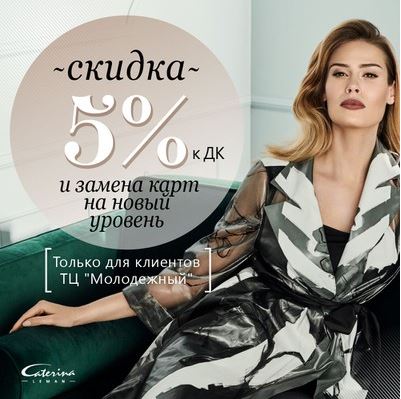 ~скидка~
5% к ДК
и замена карт
на новый
уровень
Только для клиентов
ТЦ "Молодежный"
Caterina
LEMAN